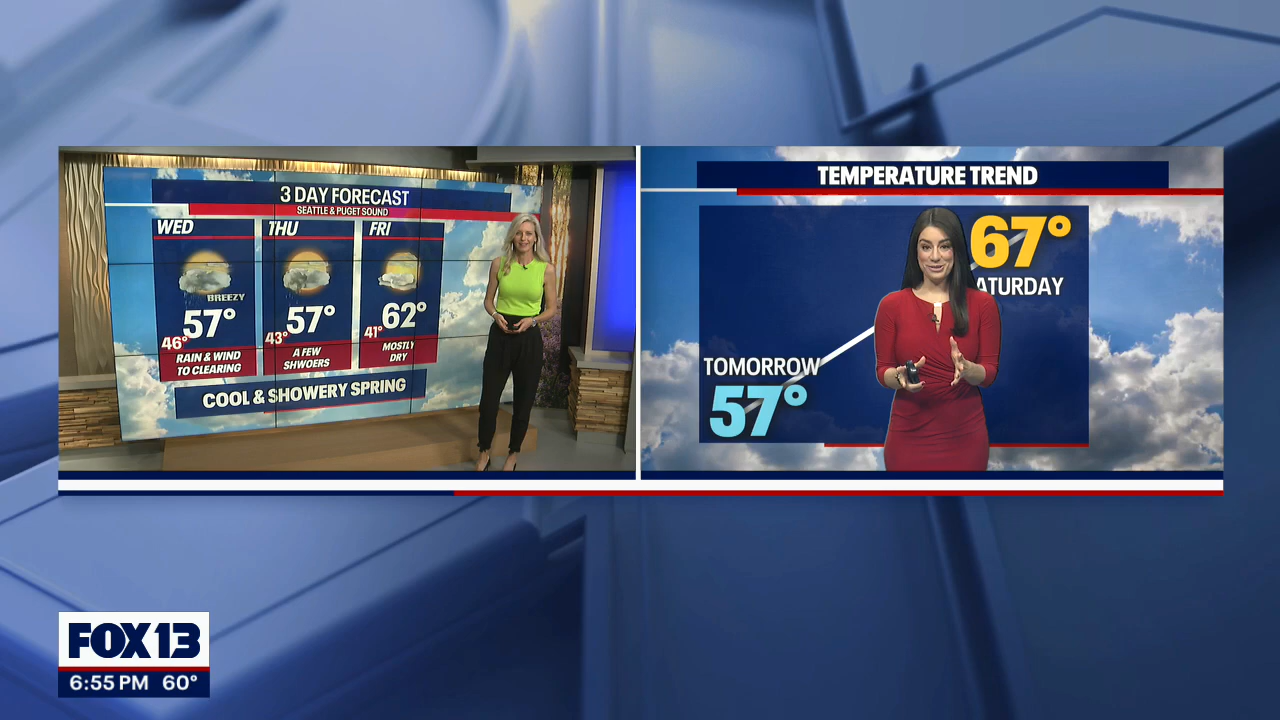 3 DAY FORECAST
SEATTLE & PUGET SOUND
WED
THU
FRI
BREEZY
57°
57°
62°
46°
43°
41°
RAIN & WIND
TO CLEARING
A FEW
SHWOERS
MOSTLY
DRY
COOL & SHOWERY SPRING
TEMPERATURE TREND
67°
ATURDAY
TOMORROW
57°
FOX 13
6:55 PM 60°